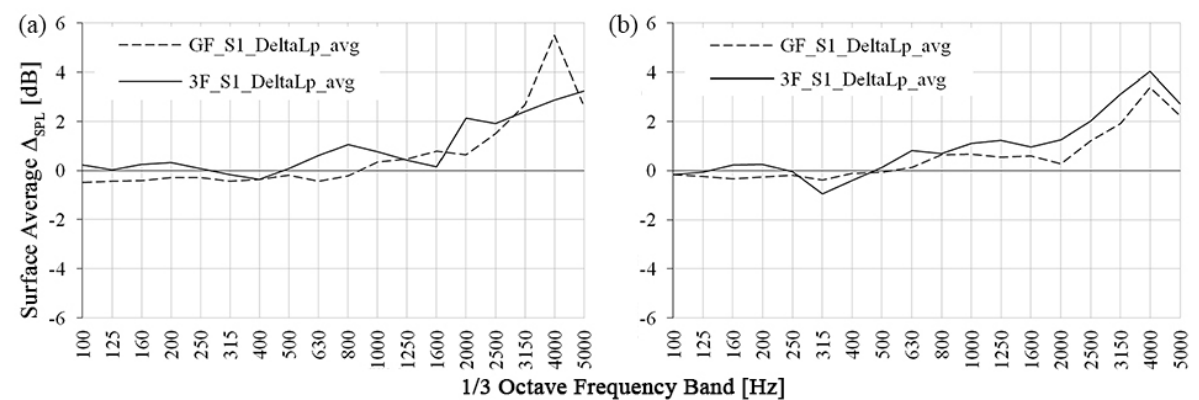 (a)
6
4
2
0
-2
-4
-6
Surface Average Δ_SPL [dB]
GF_S1_DeltaLp_avg
3F_S1_DeltaLp_avg
100 125 160 200 250 315 400 500 630 800 1000 1250 1600 2000 2500 3150 4000 5000
(b)
6
4
2
0
-2
-4
-6
GF_S1_DeltaLp_avg
3F_S1_DeltaLp_avg
100 125 160 200 250 315 400 500 630 800 1000 1250 1600 2000 2500 3150 4000 5000
1/3 Octave Frequency Band [Hz]